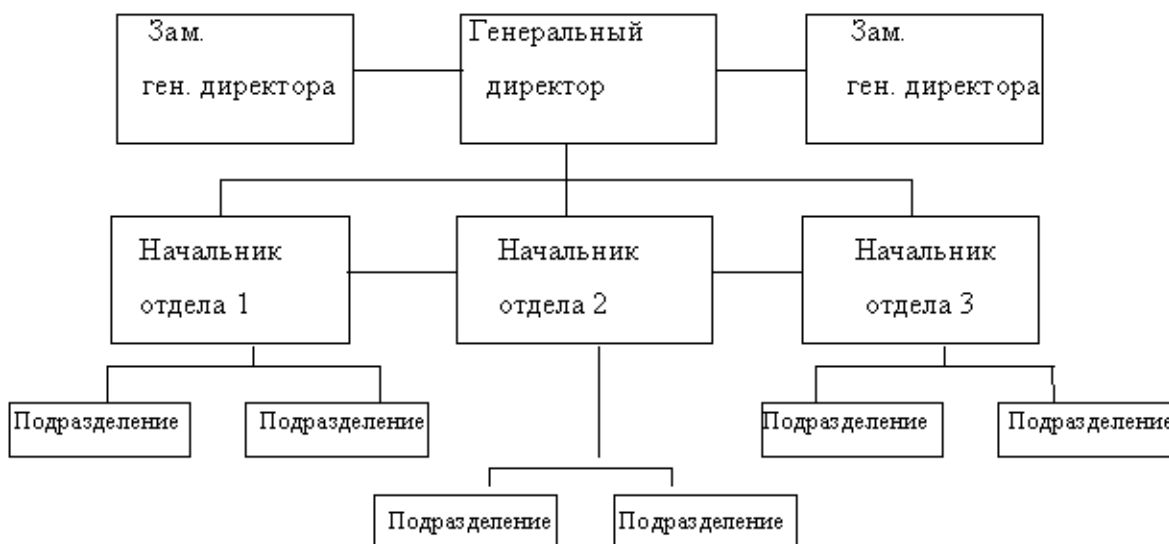 Зам.
ген. директора
Генеральный
директор
Зам.
ген. директора
Начальник
отдела 1
Начальник
отдела 2
Начальник
отдела 3
Подразделение
Подразделение
Подразделение
Подразделение
Подразделение
Подразделение